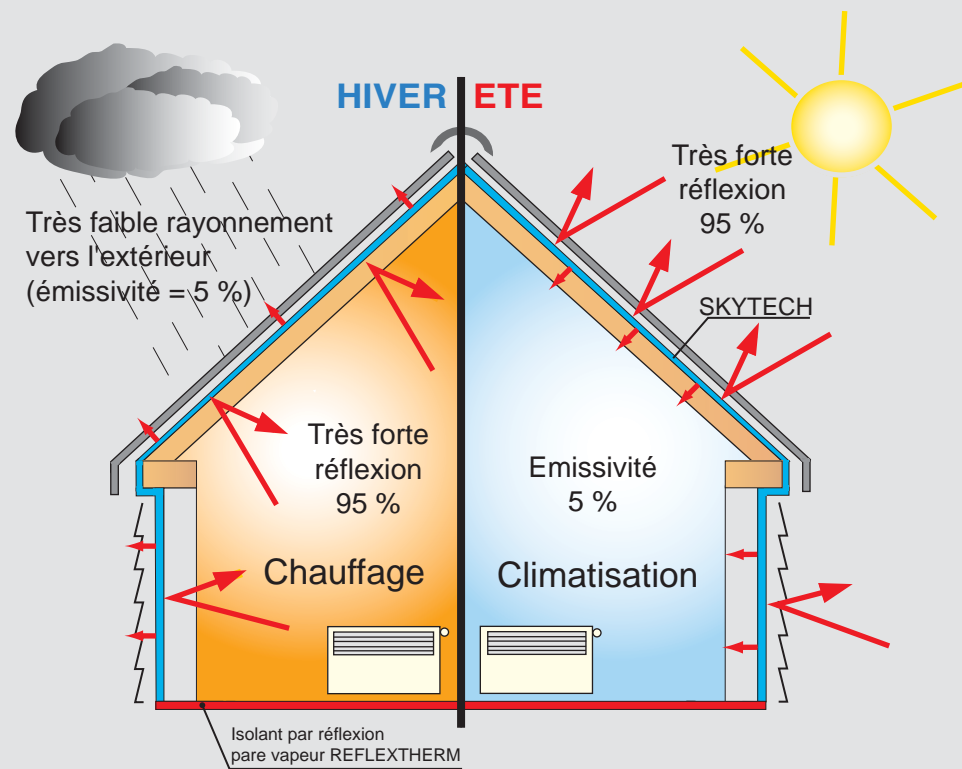 HIVER ETE
Très faible rayonnement
vers l'extérieur
(émissivité = 5 %)
Très forte
réflexion
95 %
SKYTECH
Très forte
réflexion
95 %
Emissivité
5 %
Chauffage
Climatisation
Isolant par réflexion
pare vapeur REFLEXTHERM